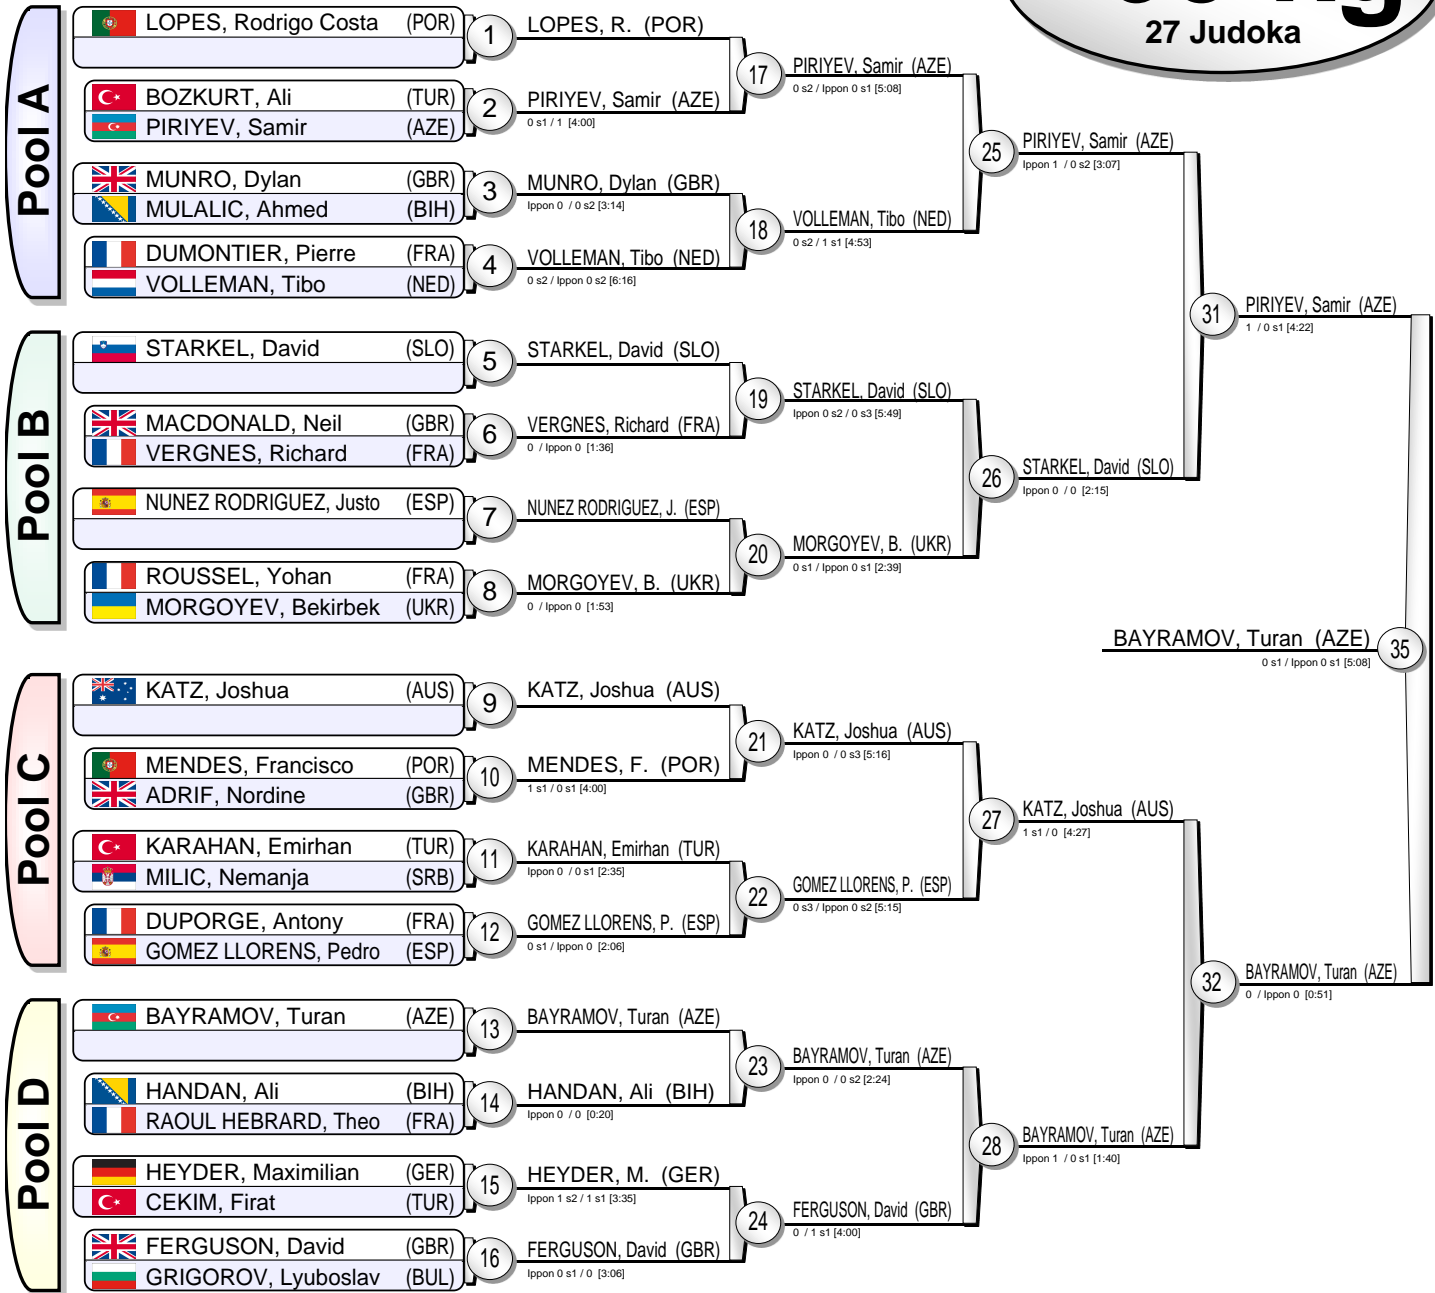 27 Judoka
Pool A
LOPES, Rodrigo Costa (POR)
BOZKURT, Ali (TUR)
PIRIYEV, Samir (AZE)
MUNRO, Dylan (GBR)
MULALIC, Ahmed (BIH)
DUMONTIER, Pierre (FRA)
VOLLEMAN, Tibo (NED)
1
2
3
4
LOPES, R. (POR)
PIRIYEV, Samir (AZE)
0 s1 / 1 [4:00]
MUNRO, Dylan (GBR)
Ippon 0 / 0 s2 [3:14]
VOLLEMAN, Tibo (NED)
0 s2 / Ippon 0 s2 [6:16]
17
18
PIRIYEV, Samir (AZE)
0 s2 / Ippon 0 s1 [5:08]
VOLLEMAN, Tibo (NED)
0 s2 / 1 s1 [4:53]
25
PIRIYEV, Samir (AZE)
Ippon 1 / 0 s2 [3:07]
Pool B
STARKEL, David (SLO)
MACDONALD, Neil (GBR)
VERGNES, Richard (FRA)
NUNEZ RODRIGUEZ, Justo (ESP)
ROUSSEL, Yohan (FRA)
MORGOYEV, Bekirbek (UKR)
5
6
7
8
STARKEL, David (SLO)
VERGNES, Richard (FRA)
0 / Ippon 0 [1:36]
NUNEZ RODRIGUEZ, J. (ESP)
MORGOYEV, B. (UKR)
0 / Ippon 0 [1:53]
19
20
STARKEL, David (SLO)
Ippon 0 s2 / 0 s3 [5:49]
MORGOYEV, B. (UKR)
0 s1 / Ippon 0 s1 [2:39]
26
STARKEL, David (SLO)
Ippon 0 / 0 [2:15]
31
PIRIYEV, Samir (AZE)
1 / 0 s1 [4:22]
BAYRAMOV, Turan (AZE)
0 s1 / Ippon 0 s1 [5:08]
35
Pool C
KATZ, Joshua (AUS)
MENDES, Francisco (POR)
ADRIF, Nordine (GBR)
KARAHAN, Emirhan (TUR)
MILIC, Nemanja (SRB)
DUPORGE, Antony (FRA)
GOMEZ LLORENS, Pedro (ESP)
9
10
11
12
KATZ, Joshua (AUS)
MENDES, F. (POR)
1 s1 / 0 s1 [4:00]
KARAHAN, Emirhan (TUR)
Ippon 0 / 0 s1 [2:35]
GOMEZ LLORENS, P. (ESP)
0 s1 / Ippon 0 [2:06]
21
22
KATZ, Joshua (AUS)
Ippon 0 / 0 s3 [5:16]
GOMEZ LLORENS, P. (ESP)
0 s3 / Ippon 0 s2 [5:15]
27
KATZ, Joshua (AUS)
1 s1 / 0 [4:27]
Pool D
BAYRAMOV, Turan (AZE)
HANDAN, Ali (BIH)
RAOUL HEBRARD, Theo (FRA)
HEYDER, Maximilian (GER)
CEKIM, Firat (TUR)
FERGUSON, David (GBR)
GRIGOROV, Lyuboslav (BUL)
13
14
15
16
BAYRAMOV, Turan (AZE)
HANDAN, Ali (BIH)
Ippon 0 / 0 [0:20]
HEYDER, M. (GER)
Ippon 1 s2 / 1 s1 [3:35]
FERGUSON, David (GBR)
Ippon 0 s1 / 0 [3:06]
23
24
BAYRAMOV, Turan (AZE)
Ippon 0 / 0 s2 [2:24]
FERGUSON, David (GBR)
0 / 1 s1 [4:00]
28
BAYRAMOV, Turan (AZE)
Ippon 1 / 0 s1 [1:40]
32
BAYRAMOV, Turan (AZE)
0 / Ippon 0 [0:51]